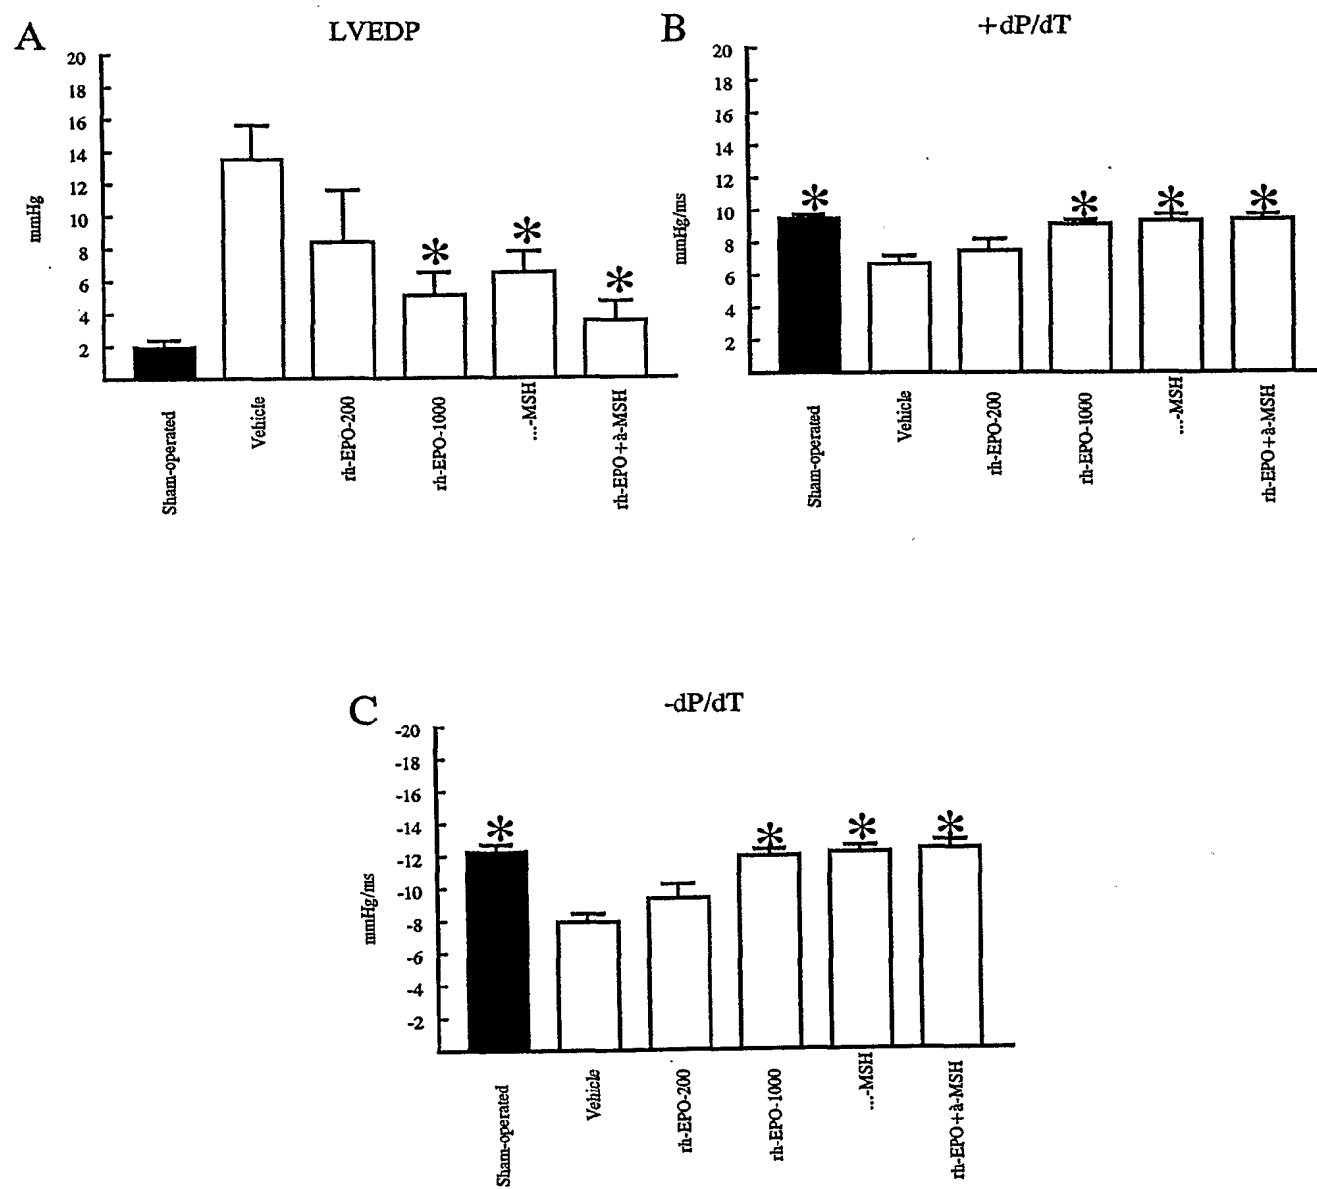 A
LVEDP
20
18
16
14
12
10
8
6
4
2
mmHg
*
*
*
Sham-operated
Vehicle
rh-EPO-200
rh-EPO-1000
...-MSH
rh-EPO+à-MSH
B
+dP/dT
20
18
16
14
12
10
8
6
4
2
mmHg/ms
*
*
*
*
Sham-operated
Vehicle
rh-EPO-200
rh-EPO-1000
...-MSH
rh-EPO+à-MSH
C
-dP/dT
-20
-18
-16
-14
-12
-10
-8
-6
-4
-2
mmHg/ms
*
*
*
*
Sham-operated
Vehicle
rh-EPO-200
rh-EPO-1000
...-MSH
rh-EPO+à-MSH